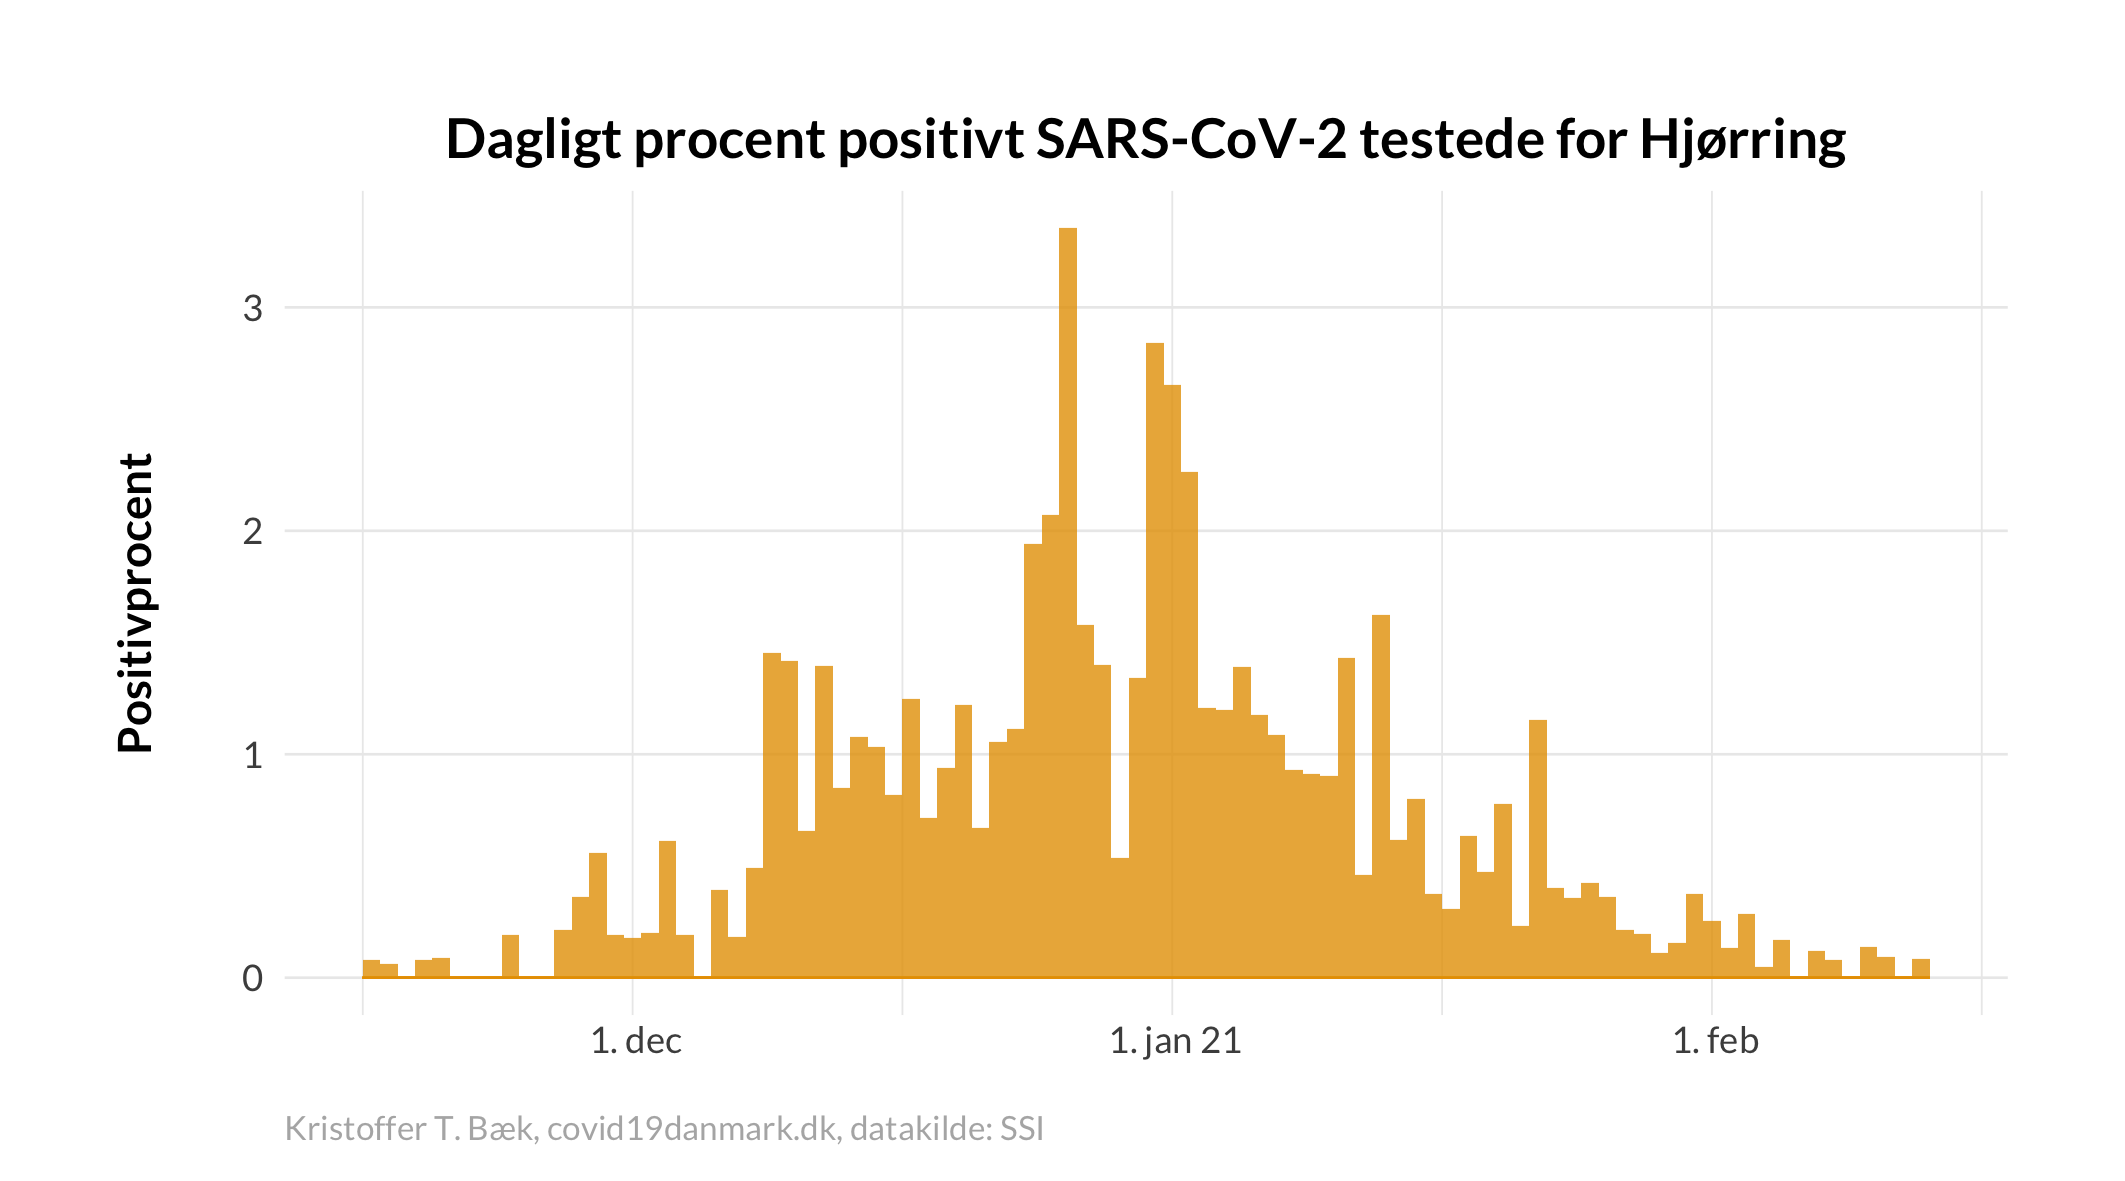 Dagligt procent positivt SARS-CoV-2 testede for Hjørring
Positivprocent
3
2
1
0
1. dec
1. jan 21
1. feb
Kristoffer T. Bæk, covid19danmark.dk, datakilde: SSI